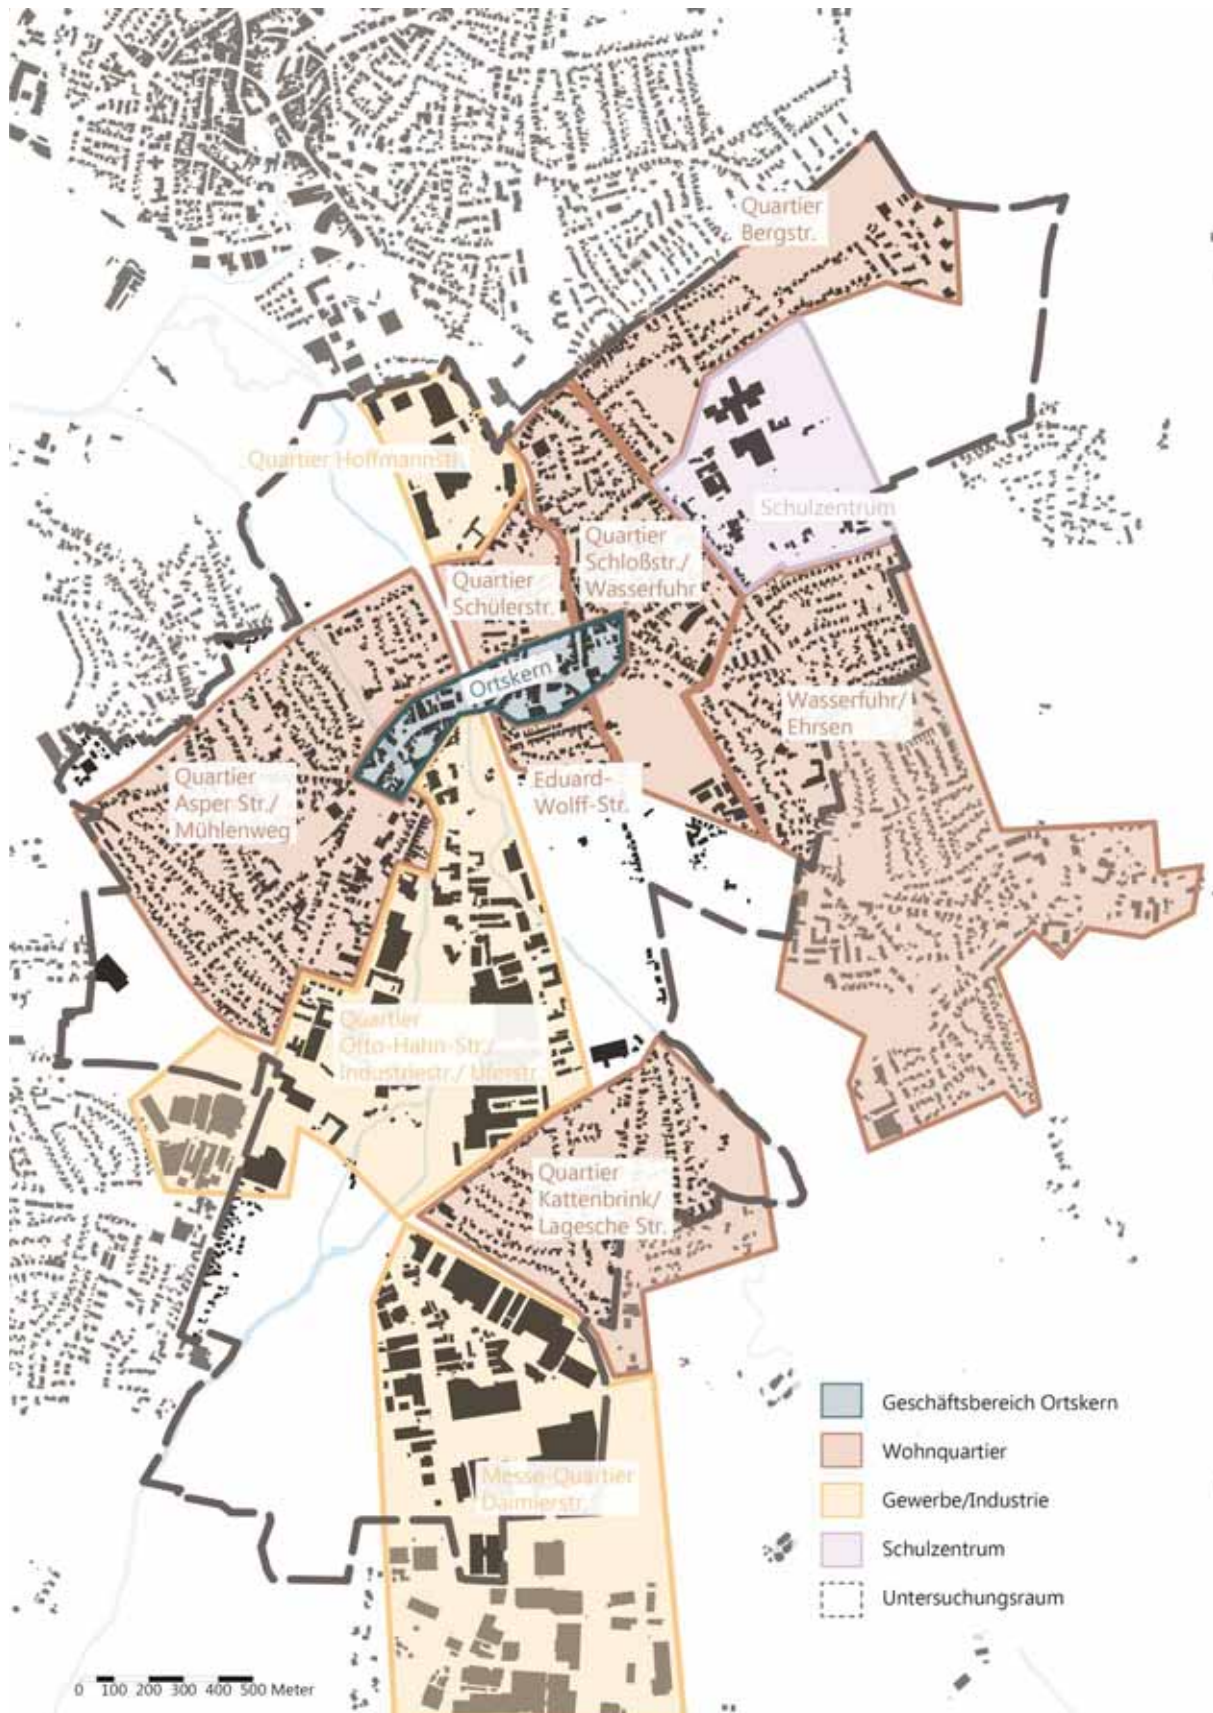 Quartier
Bergstr.
Quartier Hoffmannstr.
Schulzentrum
Quartier
Schloßstr./
Wasserfuhr
Quartier
Schülerstr.
Ortskern
Wasserfuhr/
Ehrsen
Quartier
Asper Str./
Mühlenweg
Eduard-
Wolff-Str.
Quartier
Otto-Hahn-Str./
Industriestr./ Uferstr.
Quartier
Kattenbrink/
Lagesche Str.
Messe-Quartier
Daimlerstr.
Geschäftsbereich Ortskern
Wohnquartier
Gewerbe/Industrie
Schulzentrum
Untersuchungsraum
0 100 200 300 400 500 Meter